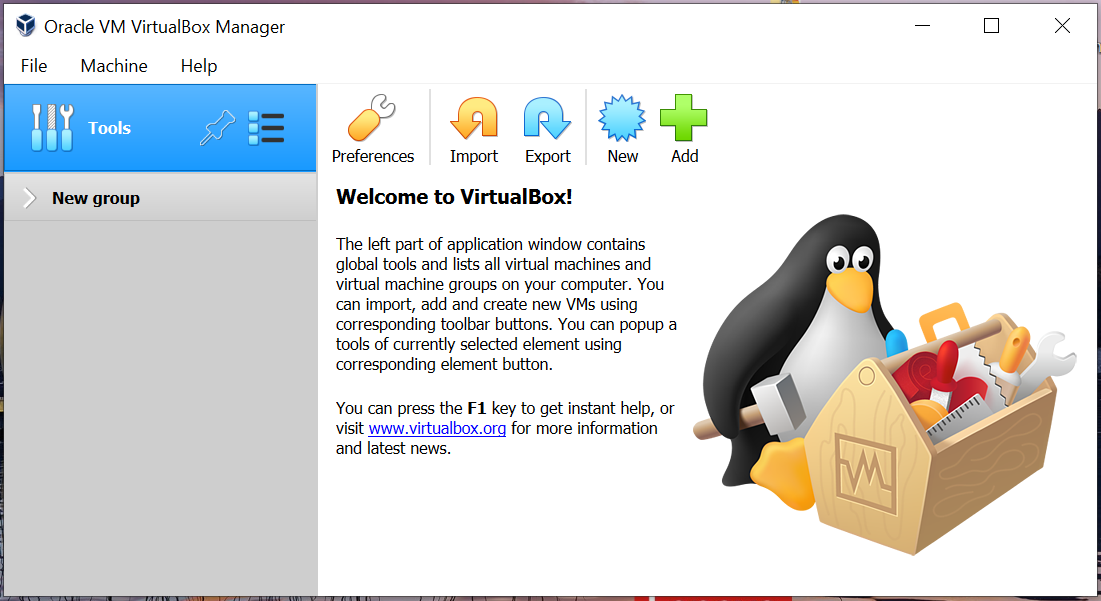 Oracle VM VirtualBox Manager
File Machine Help
Tools
New group
Preferences Import Export New Add
Welcome to VirtualBox!
The left part of application window contains
global tools and lists all virtual machines and
virtual machine groups on your computer. You
can import, add and create new VMs using
corresponding toolbar buttons. You can popup a
tools of currently selected element using
corresponding element button.
You can press the F1 key to get instant help, or
visit www.virtualbox.org for more information
and latest news.